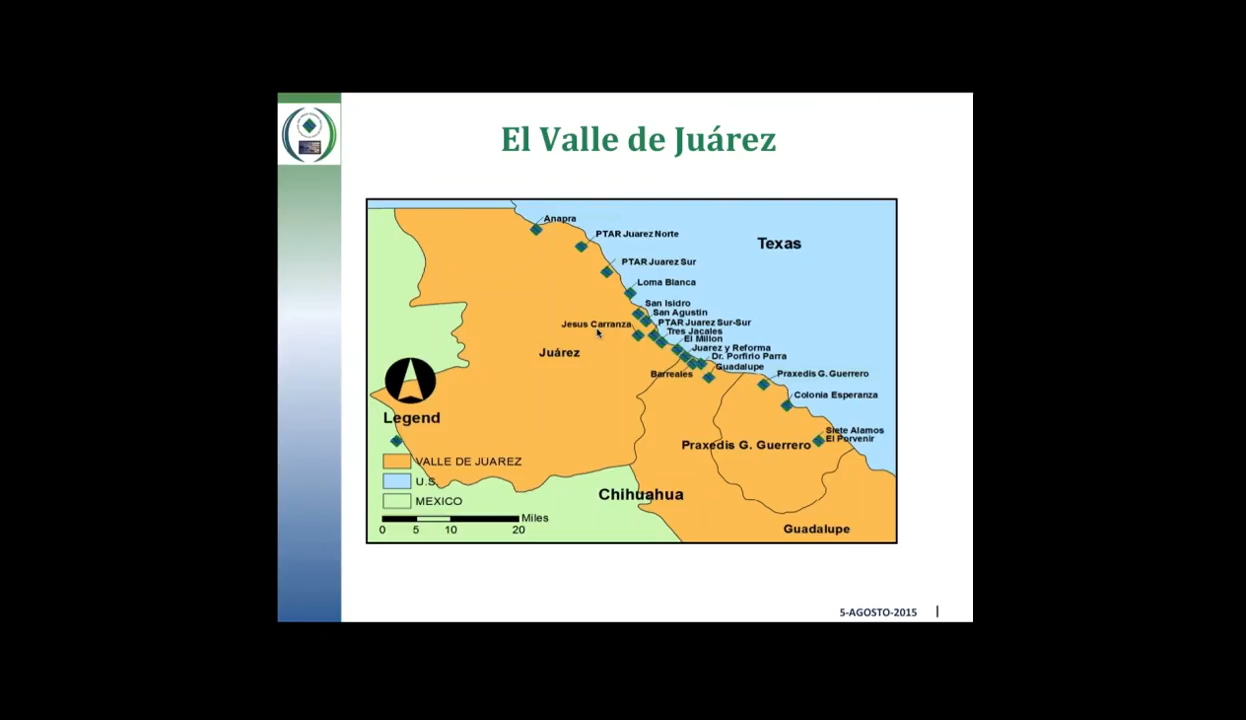 El Valle de Juárez
Anapra
PTAR Juarez Norte
Texas
PTAR Juarez Sur
Loma Blanca
San Isidro
San Agustin
Jesus Carranza
PTAR Juarez Sur-Sur
Tres Jacales
El Millon
Juarez y Reforma
Juárez
Dr. Porfirio Parra
Guadalupe
Barreales
Praxedis G. Guerrero
Colonia Esperanza
Legend
Siete Alamos
El Porvenir
Praxedis G. Guerrero
VALLE DE JUAREZ
U.S.
Chihuahua
MEXICO
Miles
0 5 10 20
Guadalupe
5-AGOSTO-2015